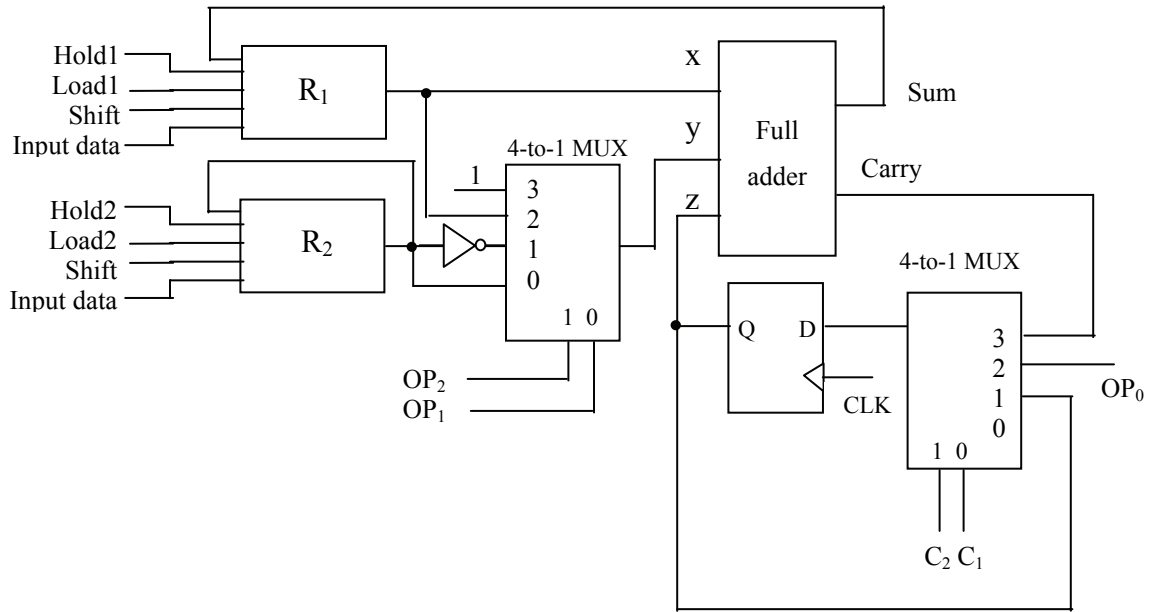 Hold1
Load1
Shift
Input data
R₁
Hold2
Load2
Shift
Input data
R₂
4-to-1 MUX
1
3
2
1
0
1 0
OP₂
OP₁
x
y
z
Full
adder
Sum
Carry
4-to-1 MUX
3
2
1
0
1 0
Q D
CLK
OP₀
C₂ C₁